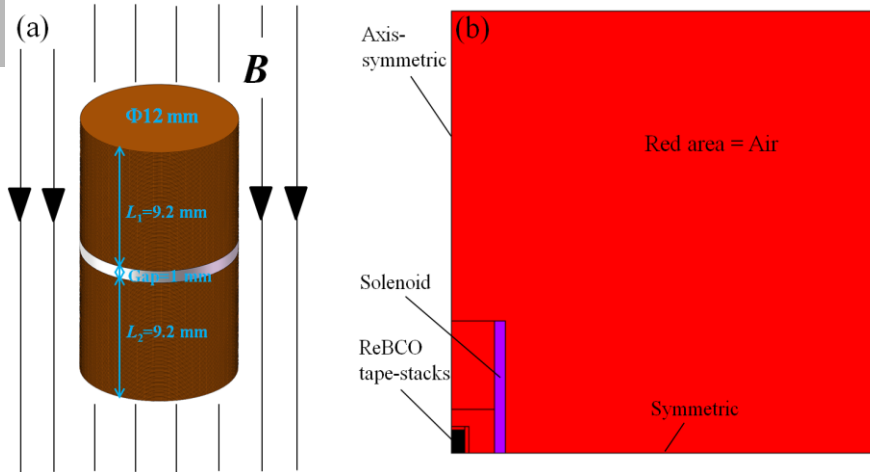 (a)
B
Φ12 mm
L₁=9.2 mm
Gap=1 mm
L₂=9.2 mm
(b)
Axis-
symmetric
Red area = Air
Solenoid
ReBCO
tape-stacks
Symmetric